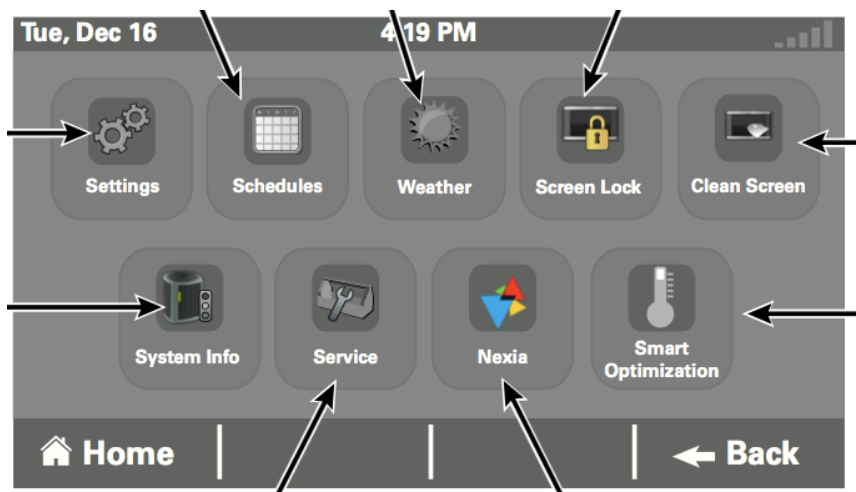 Tue, Dec 16 4:19 PM
Settings Schedules Weather Screen Lock Clean Screen
System Info Service Nexia Smart
Optimization
Home Back